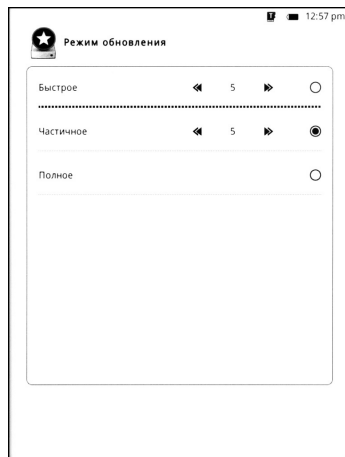 12:57 pm
Режим обновления
Быстрое 5
Частичное 5
Полное